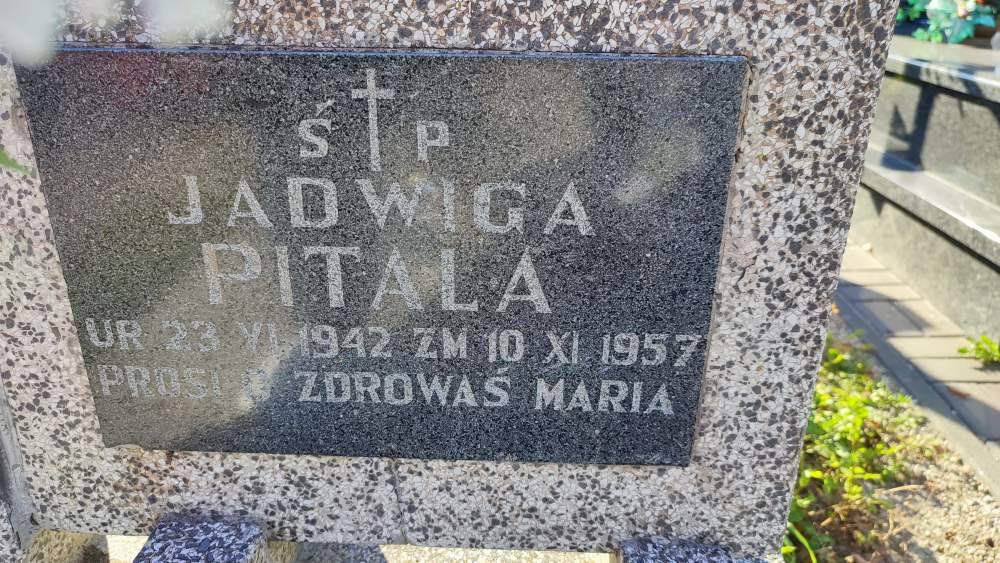 Ś P
JADWIGA
PITALA
UR 23 XI 1942 ZM 10 XI 1957
PROSI O ZDROWAŚ MARIA